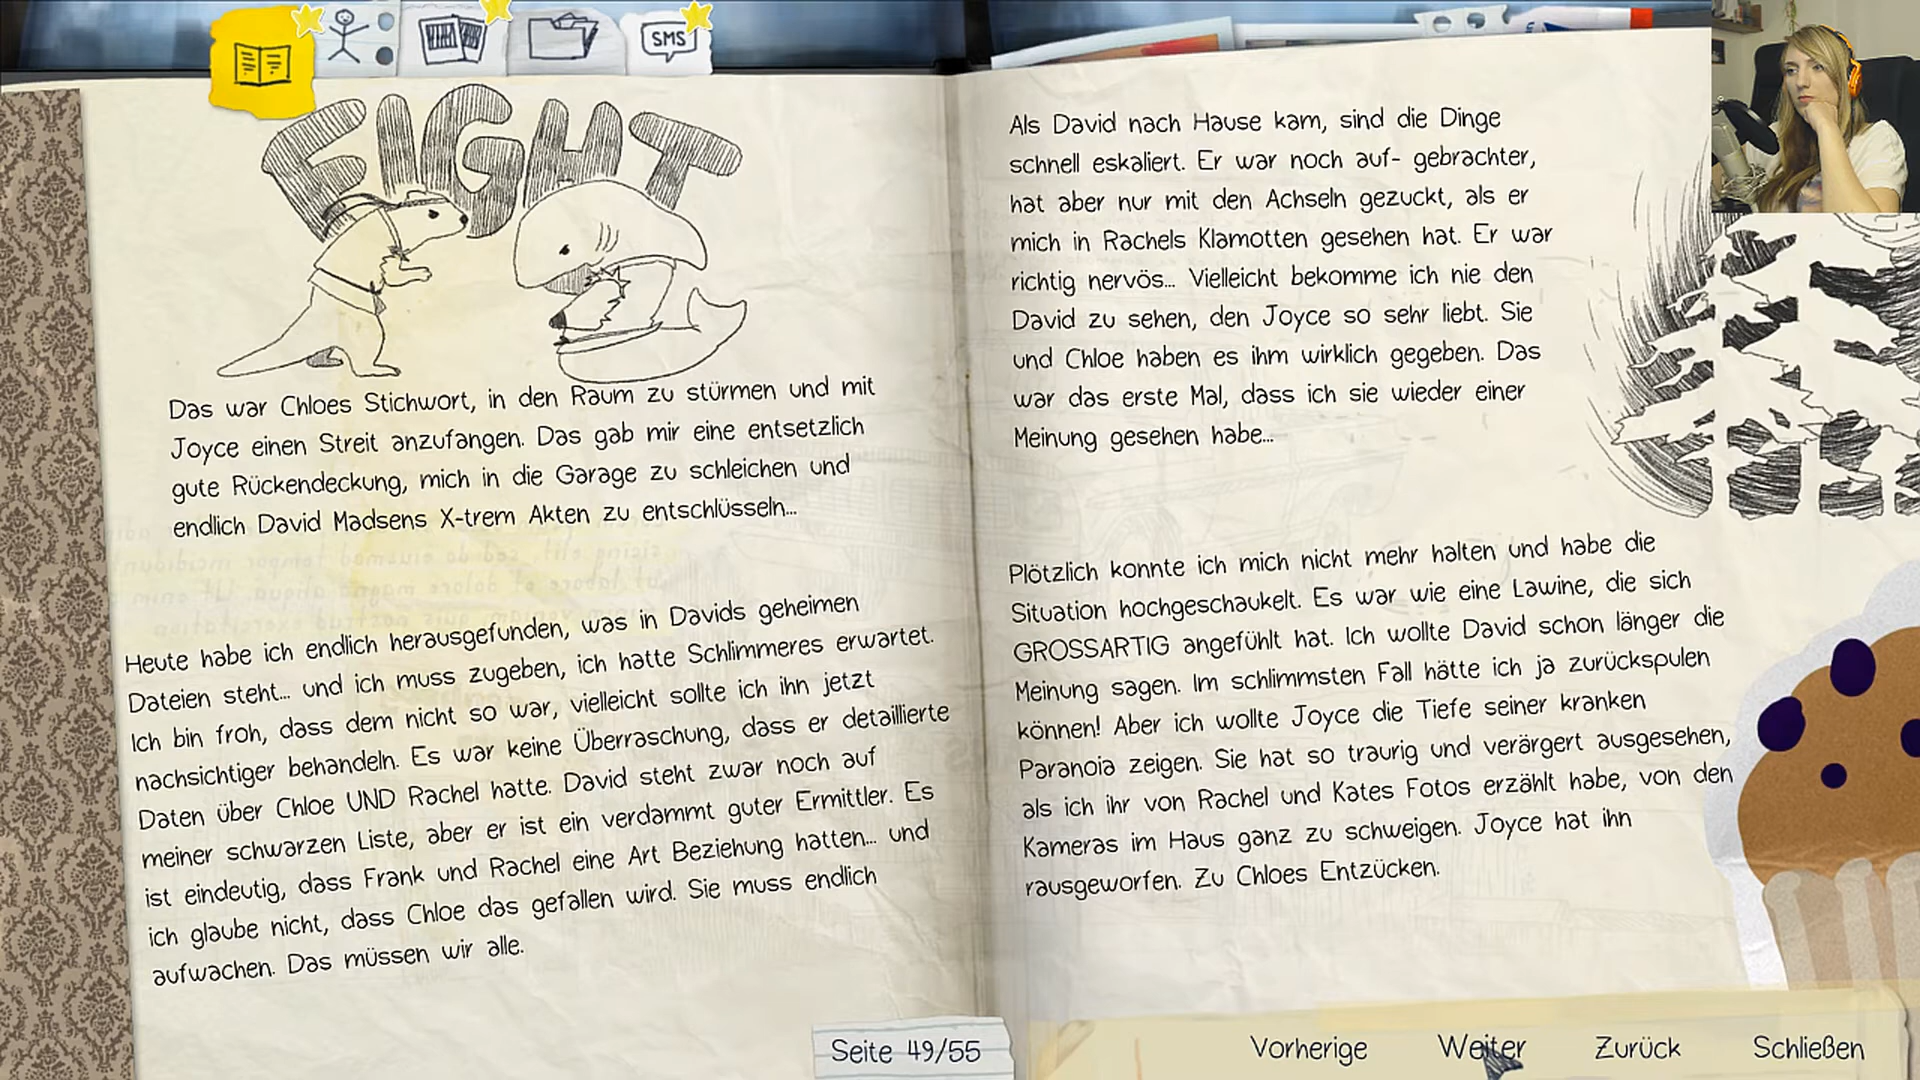 SMS
FIGHT
Das war Chloes Stichwort, in den Raum zu stürmen und mit
Joyce einen Streit anzufangen. Das gab mir eine entsetzlich
gute Rückendeckung, mich in die Garage zu schleichen und
endlich David Madsens X-trem Akten zu entschlüsseln...
Heute habe ich endlich herausgefunden, was in Davids geheimen
Dateien steht... und ich muss zugeben, ich hatte Schlimmeres erwartet.
Ich bin froh, dass dem nicht so war, vielleicht sollte ich ihn jetzt
nachsichtiger behandeln. Es war keine Überraschung, dass er detaillierte
Daten über Chloe UND Rachel hatte. David steht zwar noch auf
meiner schwarzen Liste, aber er ist ein verdammt guter Ermittler. Es
ist eindeutig, dass Frank und Rachel eine Art Beziehung hatten... und
ich glaube nicht, dass Chloe das gefallen wird. Sie muss endlich
aufwachen. Das müssen wir alle.
Als David nach Hause kam, sind die Dinge
schnell eskaliert. Er war noch auf- gebrachter,
hat aber nur mit den Achseln gezuckt, als er
mich in Rachels Klamotten gesehen hat. Er war
richtig nervös... Vielleicht bekomme ich nie den
David zu sehen, den Joyce so sehr liebt. Sie
und Chloe haben es ihm wirklich gegeben. Das
war das erste Mal, dass ich sie wieder einer
Meinung gesehen habe...
Plötzlich konnte ich mich nicht mehr halten und habe die
Situation hochgeschaukelt. Es war wie eine Lawine, die sich
GROSSARTIG angefühlt hat. Ich wollte David schon länger die
Meinung sagen. Im schlimmsten Fall hätte ich ja zurückspulen
können! Aber ich wollte Joyce die Tiefe seiner kranken
Paranoia zeigen. Sie hat so traurig und verärgert ausgesehen,
als ich ihr von Rachel und Kates Fotos erzählt habe, von den
Kameras im Haus ganz zu schweigen. Joyce hat ihn
rausgeworfen. Zu Chloes Entzücken.
Seite 49/55
Vorherige Weiter Zurück Schließen